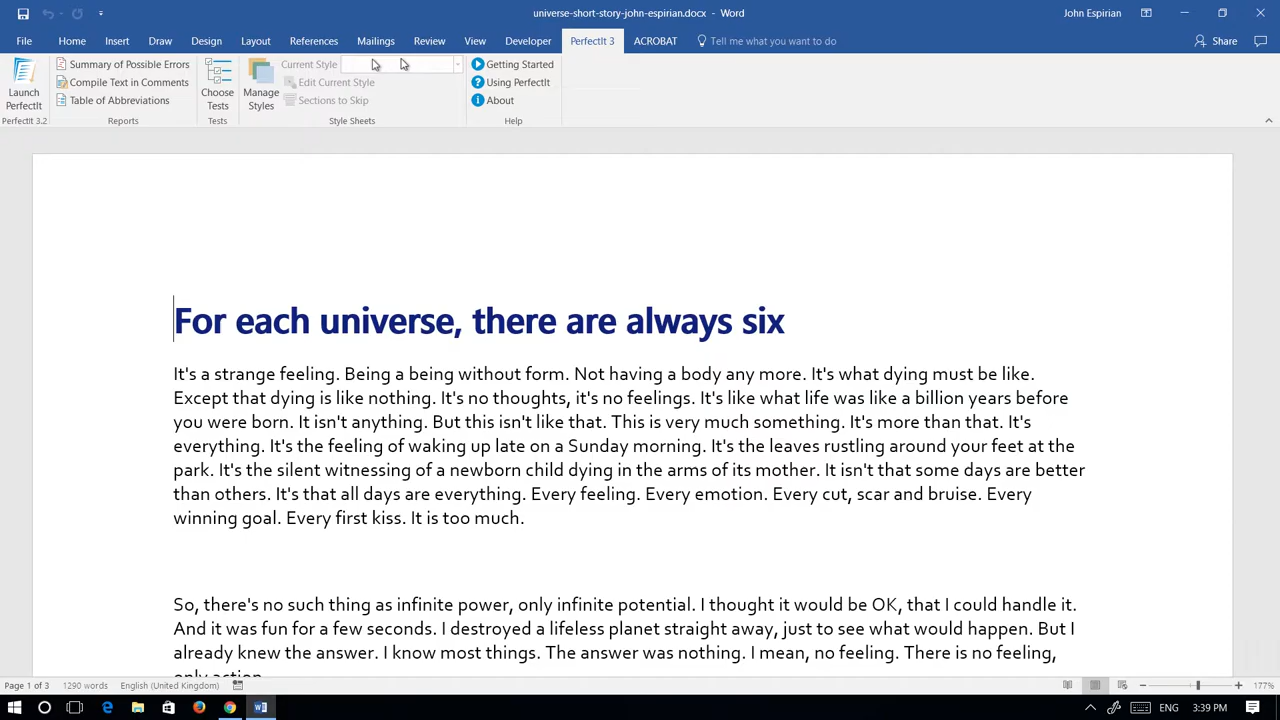 universe-short-story-john-espirian.docx - Word
John Espirian
File Home Insert Draw Design Layout References Mailings Review View Developer PerfectIt 3 ACROBAT Tell me what you want to do Share
Launch PerfectIt
PerfectIt 3.2
Summary of Possible Errors
Compile Text in Comments
Table of Abbreviations
Reports
Choose Tests
Tests
Manage Styles
Current Style
Edit Current Style
Sections to Skip
Style Sheets
Getting Started
Using PerfectIt
About
Help
For each universe, there are always six
It's a strange feeling. Being a being without form. Not having a body any more. It's what dying must be like.
Except that dying is like nothing. It's no thoughts, it's no feelings. It's like what life was like a billion years before
you were born. It isn't anything. But this isn't like that. This is very much something. It's more than that. It's
everything. It's the feeling of waking up late on a Sunday morning. It's the leaves rustling around your feet at the
park. It's the silent witnessing of a newborn child dying in the arms of its mother. It isn't that some days are better
than others. It's that all days are everything. Every feeling. Every emotion. Every cut, scar and bruise. Every
winning goal. Every first kiss. It is too much.
So, there's no such thing as infinite power, only infinite potential. I thought it would be OK, that I could handle it.
And it was fun for a few seconds. I destroyed a lifeless planet straight away, just to see what would happen. But I
already knew the answer. I know most things. The answer was nothing. I mean, no feeling. There is no feeling,
only action.
Page 1 of 3 1290 words English (United Kingdom) 177%
ENG 3:39 PM